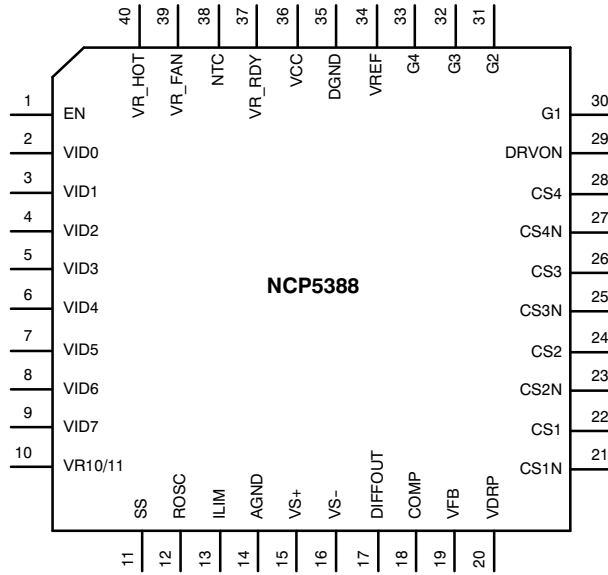 40 39 38 37 36 35 34 33 32 31
VR_HOT VR_FAN NTC VR_RDY VCC DGND VREF G4 G3 G2
1 EN G1 30
2 VID0 DRVON 29
3 VID1 CS4 28
4 VID2 CS4N 27
5 VID3 CS3 26
NCP5388
6 VID4 CS3N 25
7 VID5 CS2 24
8 VID6 CS2N 23
9 VID7 CS1 22
10 VR10/11 CS1N 21
SS ROSC ILIM AGND VS+ VS− DIFFOUT COMP VFB VDRP
11 12 13 14 15 16 17 18 19 20